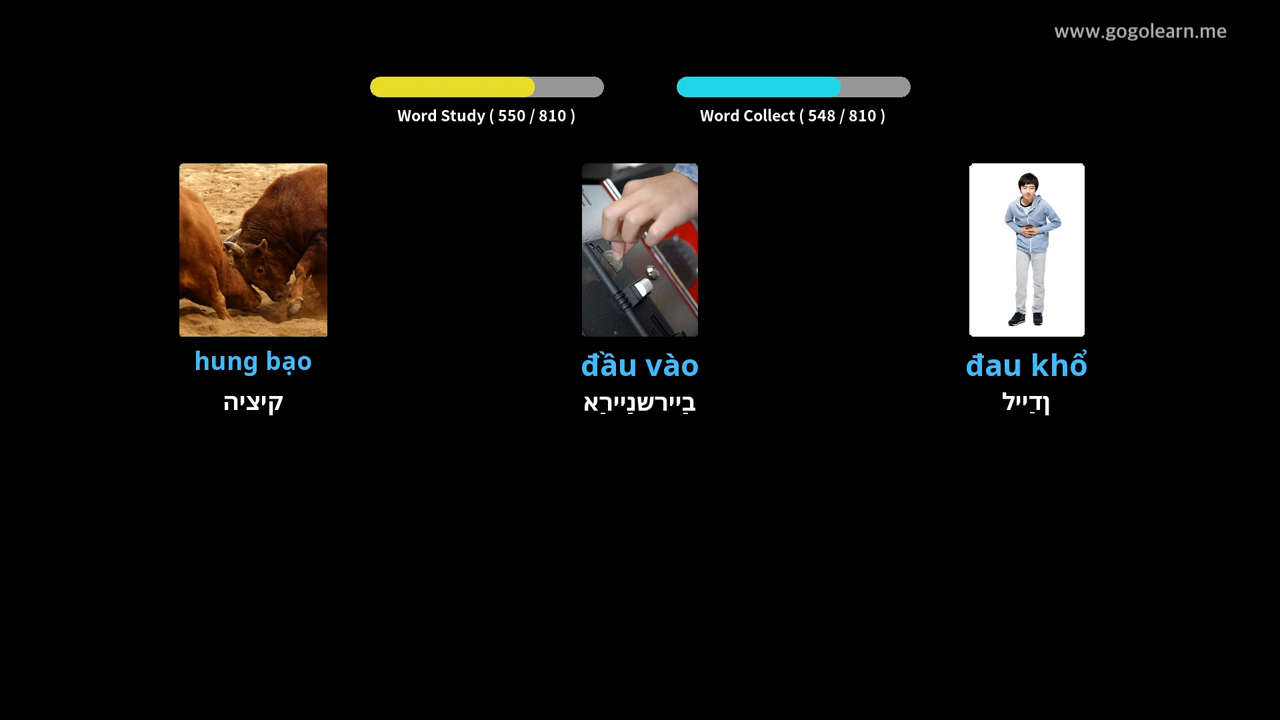 www.gogolearn.me
Word Study ( 550 / 810 )
Word Collect ( 548 / 810 )
hung bạo
đầu vào
đau khổ
קיציה
בַיירשנַיירַא
ןדַייל